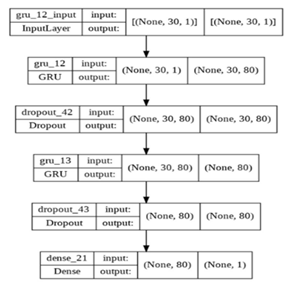 gru_12_input input: [(None, 30, 1)] [(None, 30, 1)]
InputLayer output:
gru_12 input: (None, 30, 1) (None, 30, 80)
GRU output:
dropout_42 input: (None, 30, 80) (None, 30, 80)
Dropout output:
gru_13 input: (None, 30, 80) (None, 80)
GRU output:
dropout_43 input: (None, 80) (None, 80)
Dropout output:
dense_21 input: (None, 80) (None, 1)
Dense output: